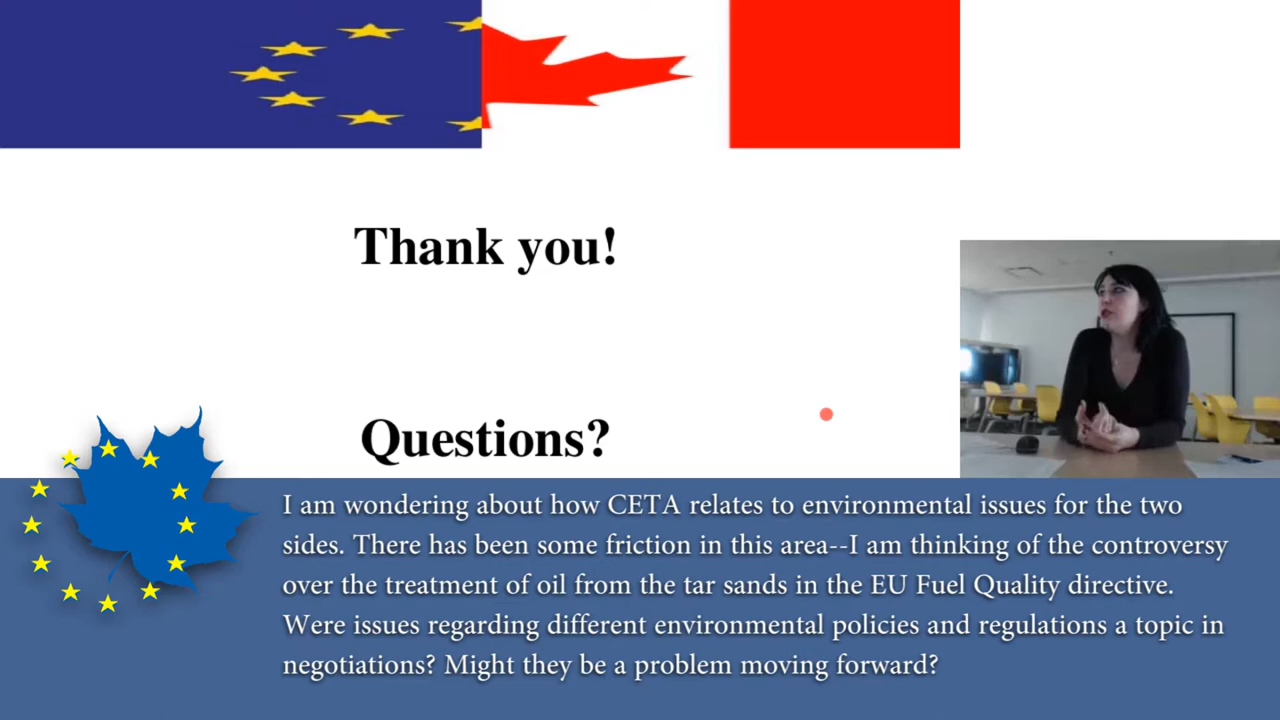 Thank you!
Questions?
I am wondering about how CETA relates to environmental issues for the two
sides. There has been some friction in this area--I am thinking of the controversy
over the treatment of oil from the tar sands in the EU Fuel Quality directive.
Were issues regarding different environmental policies and regulations a topic in
negotiations? Might they be a problem moving forward?